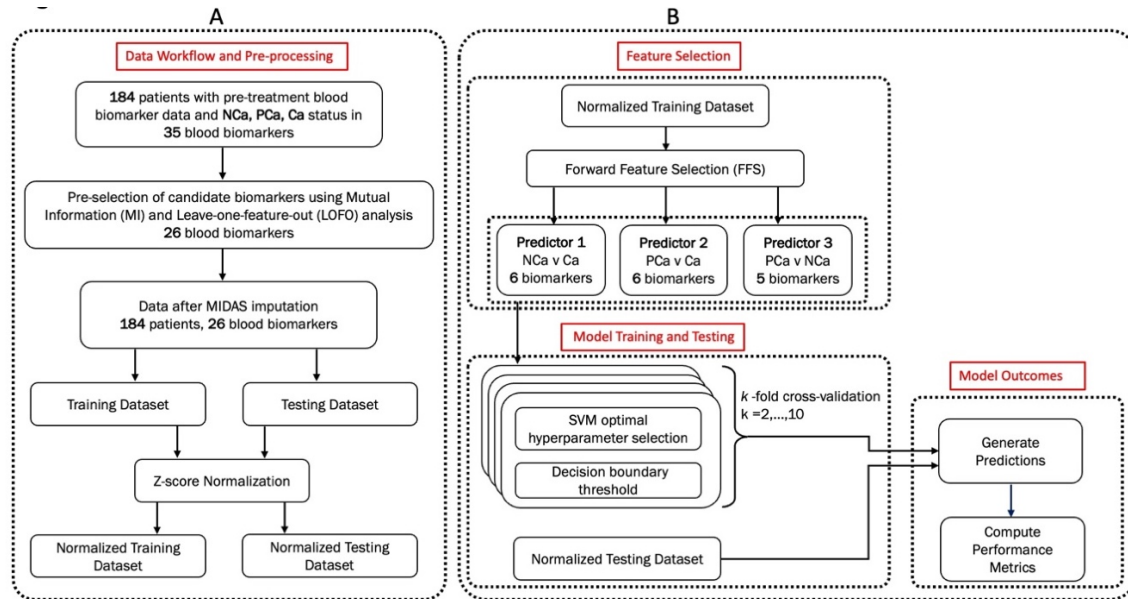 A
Data Workflow and Pre-processing
184 patients with pre-treatment blood
biomarker data and NCa, PCa, Ca status in
35 blood biomarkers
Pre-selection of candidate biomarkers using Mutual
Information (MI) and Leave-one-feature-out (LOFO) analysis
26 blood biomarkers
Data after MIDAS imputation
184 patients, 26 blood biomarkers
Training Dataset
Testing Dataset
Z-score Normalization
Normalized Training
Dataset
Normalized Testing
Dataset
B
Feature Selection
Normalized Training Dataset
Forward Feature Selection (FFS)
Predictor 1
NCa v Ca
6 biomarkers
Predictor 2
PCa v Ca
6 biomarkers
Predictor 3
PCa v NCa
5 biomarkers
Model Training and Testing
SVM optimal
hyperparameter selection
Decision boundary
threshold
k -fold cross-validation
k =2,...,10
Normalized Testing Dataset
Model Outcomes
Generate
Predictions
Compute
Performance
Metrics